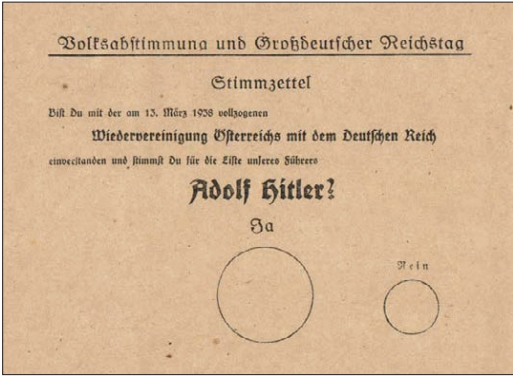 Volksabstimmung und Großdeutscher Reichstag
Stimmzettel
Bist Du mit der am 13. März 1938 vollzogenen
Wiedervereinigung Österreichs mit dem Deutschen Reich
einverstanden und stimmst Du für die Liste unseres Führers
Adolf Hitler?
Ja
Nein